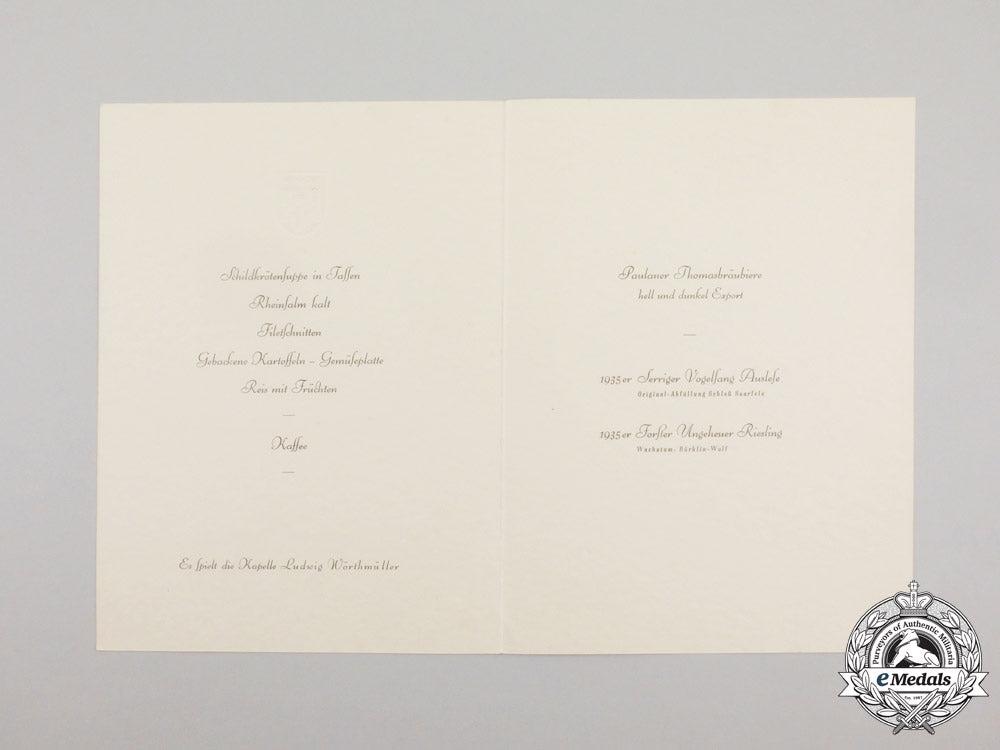 Schildkrötenſuppe in Taſſen
Rheinſalm kalt
Filetſchnitten
Gebackene Kartoffeln – Gemüſeplatte
Reis mit Früchten
Kaffee
Es ſpielt die Kapelle Ludwig Wörthmüller
Paulaner Thomasbräubiere
hell und dunkel Export
1935er Serriger Vogelſang Ausleſe
Original-Abfüllung Schloß Saarfels
1935er Forſter Ungeheuer Riesling
Wachstum: Bürklin-Wolf
Purveyors of Authentic Militaria
eMedals
Est. 1987